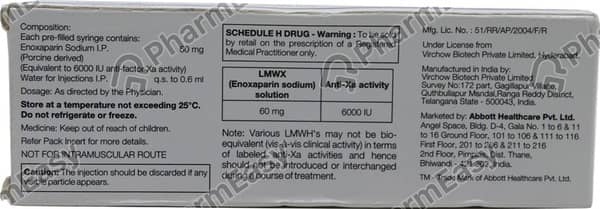 Composition:
Each pre-filled syringe contains:
Enoxaparin Sodium I.P. 60 mg
(Porcine derived)
(Equivalent to 6000 IU anti-factor-Xa activity)
Water for Injections I.P. q.s. to 0.6 ml
Dosage: As directed by the Physician.
Store at a temperature not exceeding 25°C.
Do not refrigerate or freeze.
Medicine: Keep out of reach of children.
Refer Pack Insert for more details.
NOT FOR INTRAMUSCULAR ROUTE
Caution: The injection should be discarded if any
particle appears.
SCHEDULE H DRUG - Warning : To be sold
by retail on the prescription of a Registered
Medical Practitioner only.
LMWX
(Enoxaparin sodium)
solution
Anti-Xa activity
60 mg
6000 IU
Note: Various LMWH's may not be bio-
equivalent (vis-à-vis clinical activity) in terms
of labeled anti-Xa activities and hence
should not be introduced or interchanged
during course of treatment.
Mfg. Lic. No. : 51/RR/AP/2004/F/R
Under License from
Virchow Biotech Private Limited, Hyderabad.
Manufactured in India by:
Virchow Biotech Private Limited,
Survey No:172 part, Gagillapur Village,
Quthbullapur Mandal, Ranga Reddy District,
Telangana State - 500043, India.
Marketed by: Abbott Healthcare Pvt. Ltd.
Angel Space, Bldg. D-4, Gala No. 1 to 6 & 11
to 16 Ground Floor, 101 to 106 & 111 to 116
First Floor, 201 to 206 & 211 to 216
2nd Floor, Pimplas, Dist. Thane,
Bhiwandi - 421 302, India
TM - Trade Mark of Abbott Healthcare Pvt. Ltd.
PharmEasy
PharmEasy
PharmEasy